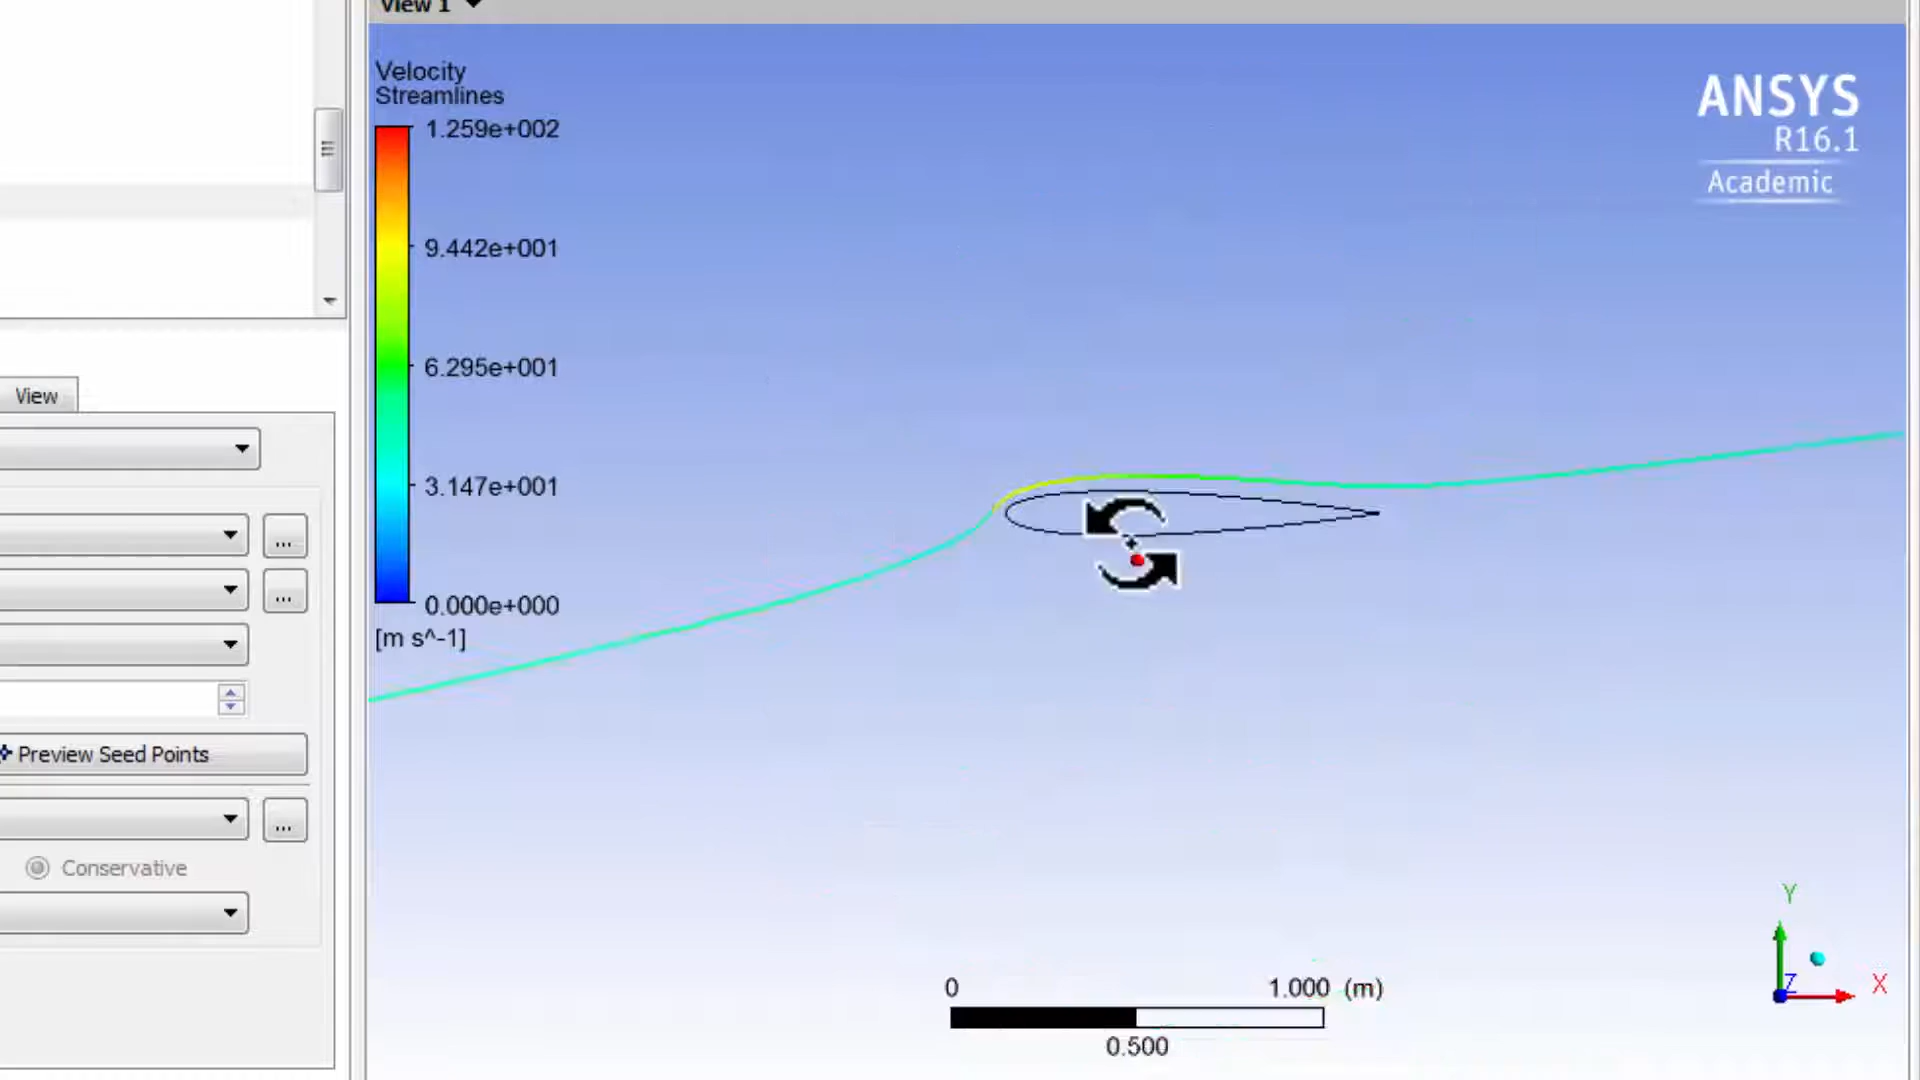 View 1
Velocity
Streamlines
1.259e+002
9.442e+001
6.295e+001
3.147e+001
0.000e+000
[m s^-1]
ANSYS
R16.1
Academic
View
...
...
Preview Seed Points
...
Conservative
0
1.000 (m)
0.500
Y
Z
X